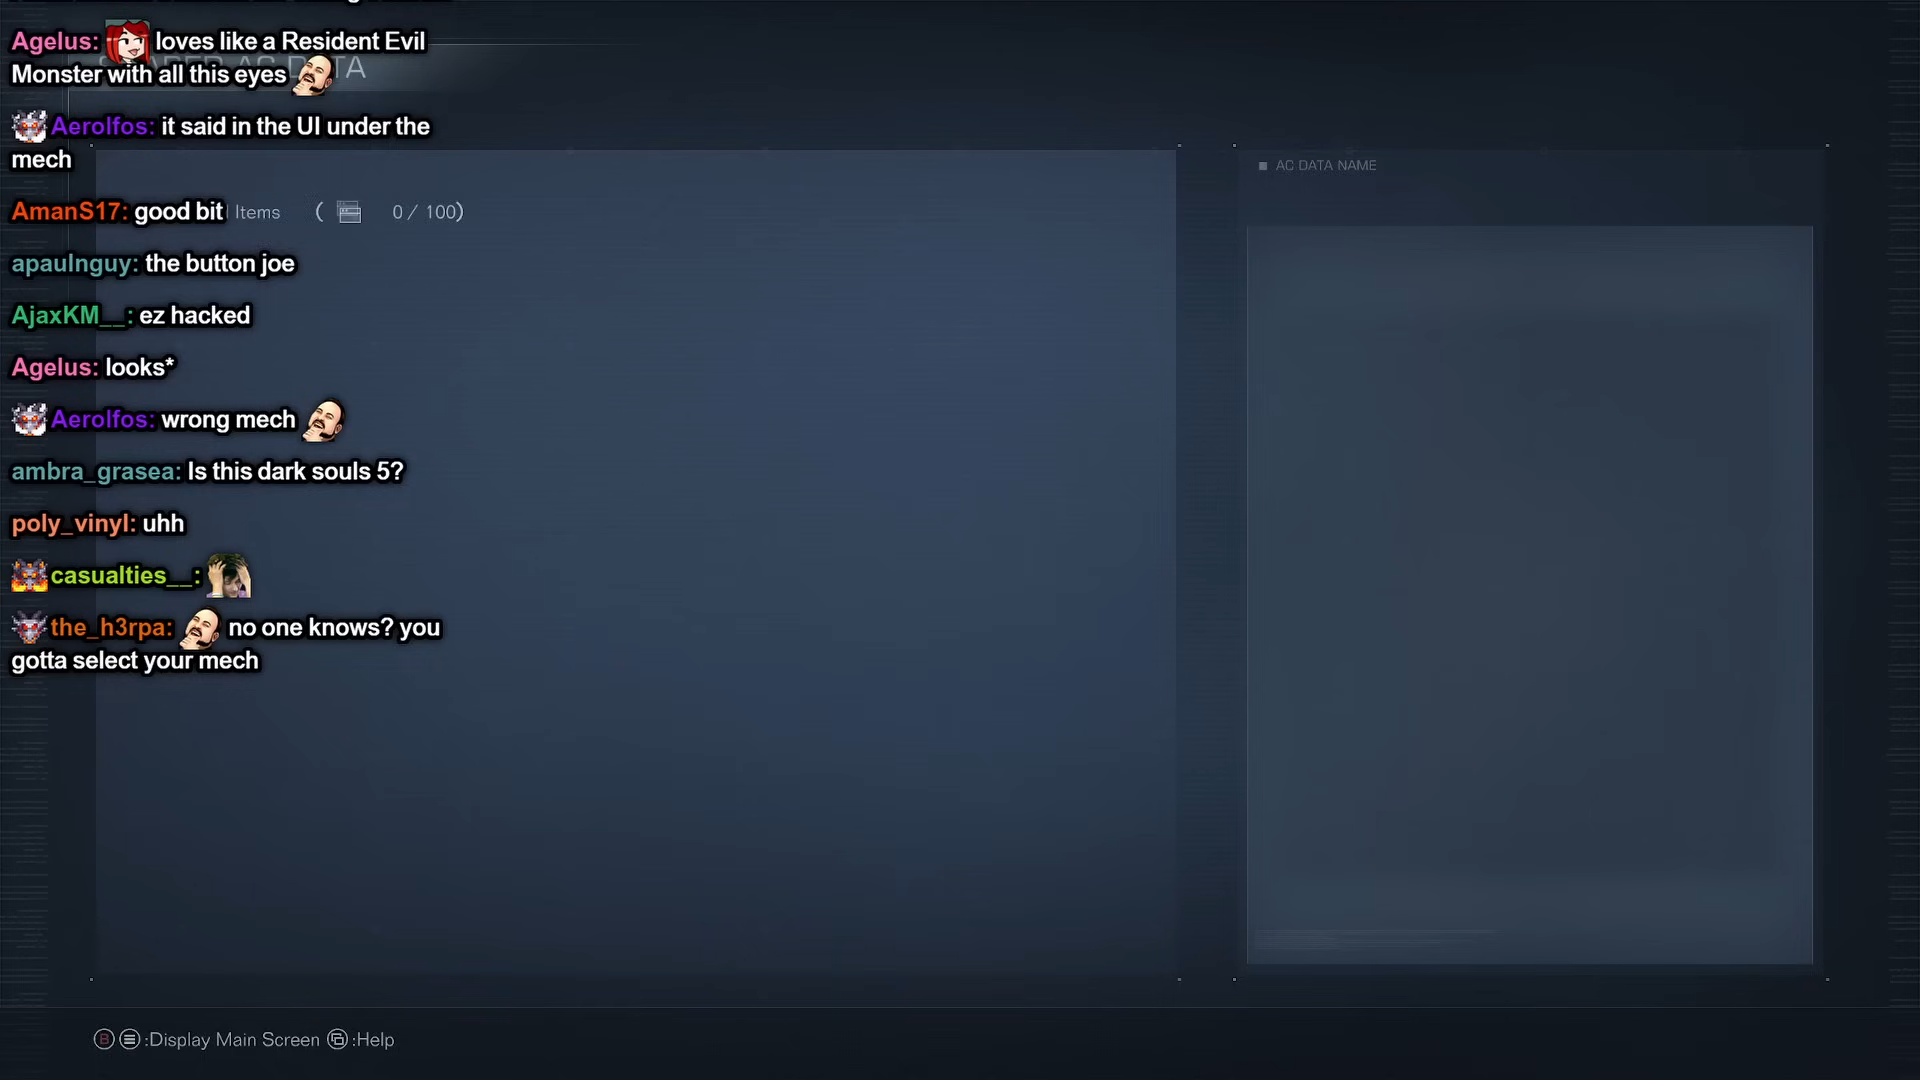 Agelus: loves like a Resident Evil
Monster with all this eyes
Aerolfos: it said in the UI under the
mech
AC DATA NAME
AmanS17: good bit
Items ( 0 / 100)
apaulnguy: the button joe
AjaxKM__: ez hacked
Agelus: looks*
Aerolfos: wrong mech
ambra_grasea: Is this dark souls 5?
poly_vinyl: uhh
casualties__:
the_h3rpa: no one knows? you
gotta select your mech
B :Display Main Screen :Help